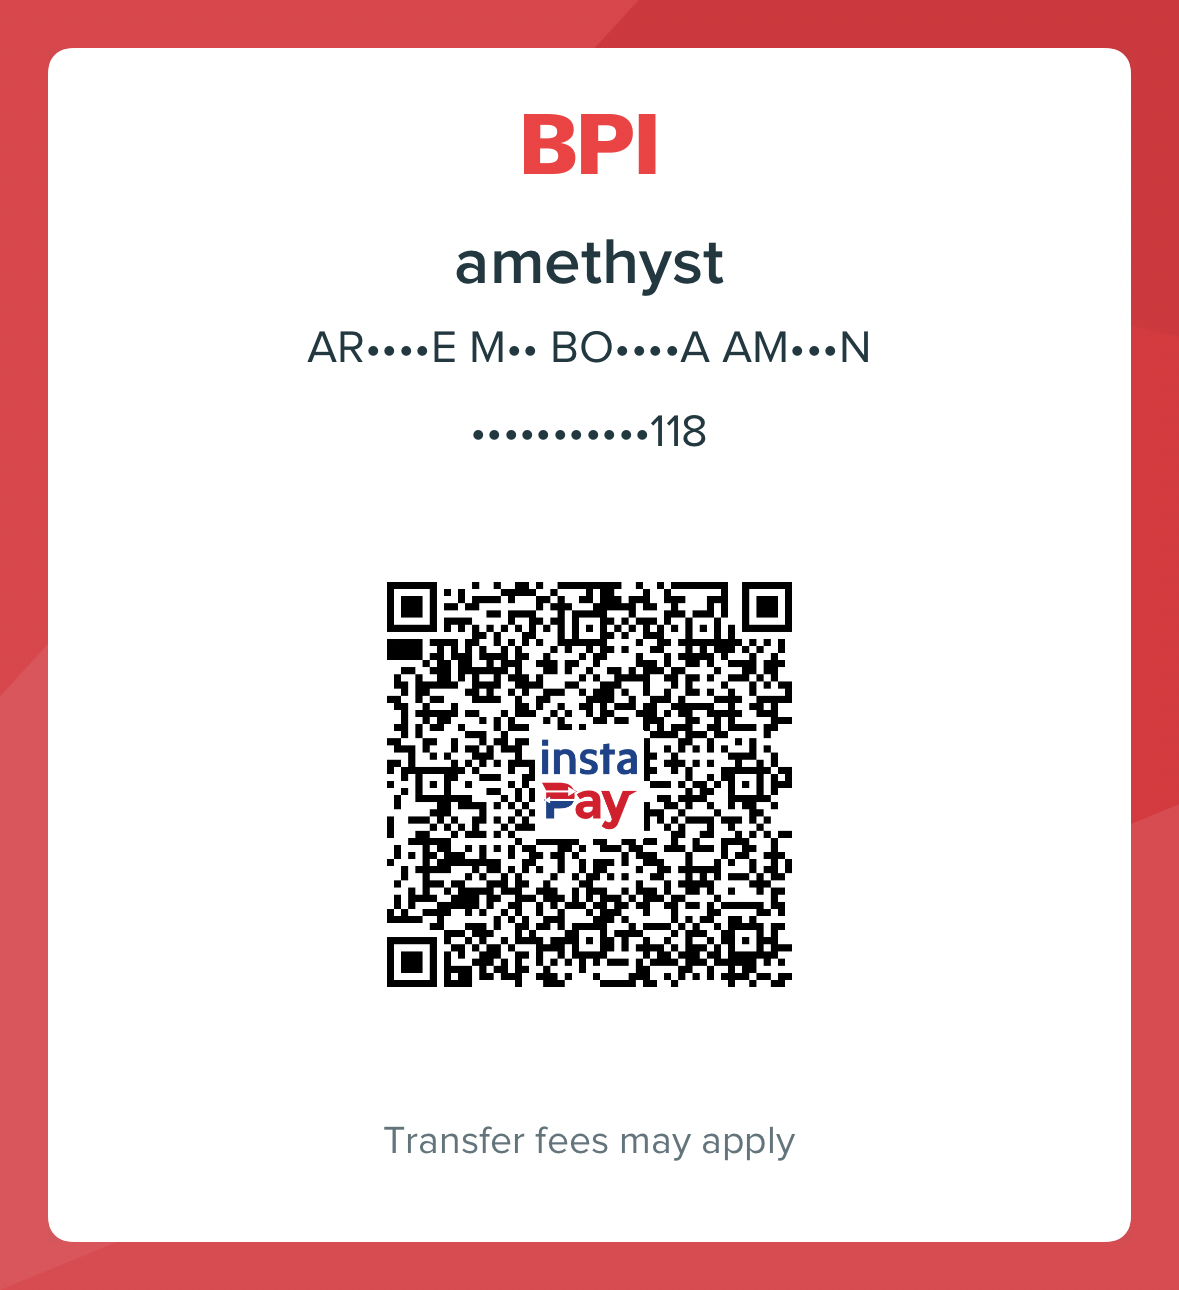 BPI
amethyst
AR••••E M•• BO••••A AM•••N
•••••••••••118
insta
Pay
Transfer fees may apply